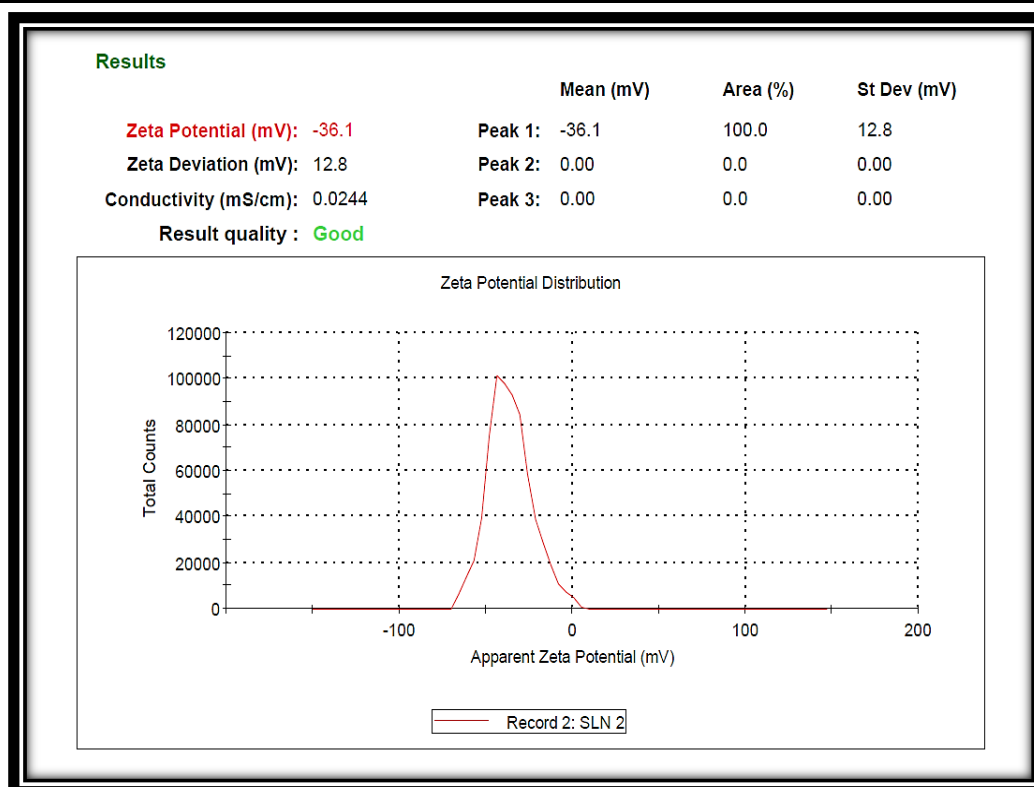 Results
Mean (mV) Area (%) St Dev (mV)
Zeta Potential (mV): -36.1 Peak 1: -36.1 100.0 12.8
Zeta Deviation (mV): 12.8 Peak 2: 0.00 0.0 0.00
Conductivity (mS/cm): 0.0244 Peak 3: 0.00 0.0 0.00
Result quality : Good
Zeta Potential Distribution
120000
100000
80000
60000
40000
20000
0
Total Counts
-100 0 100 200
Apparent Zeta Potential (mV)
Record 2: SLN 2